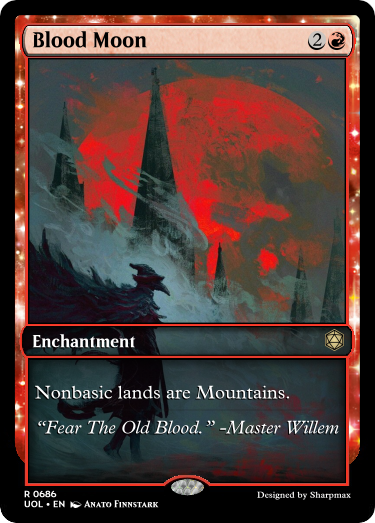 Blood Moon 2
Enchantment
Nonbasic lands are Mountains.
“Fear The Old Blood.” -Master Willem
R 0686
UOL • EN Anato Finnstark
Designed by Sharpmax